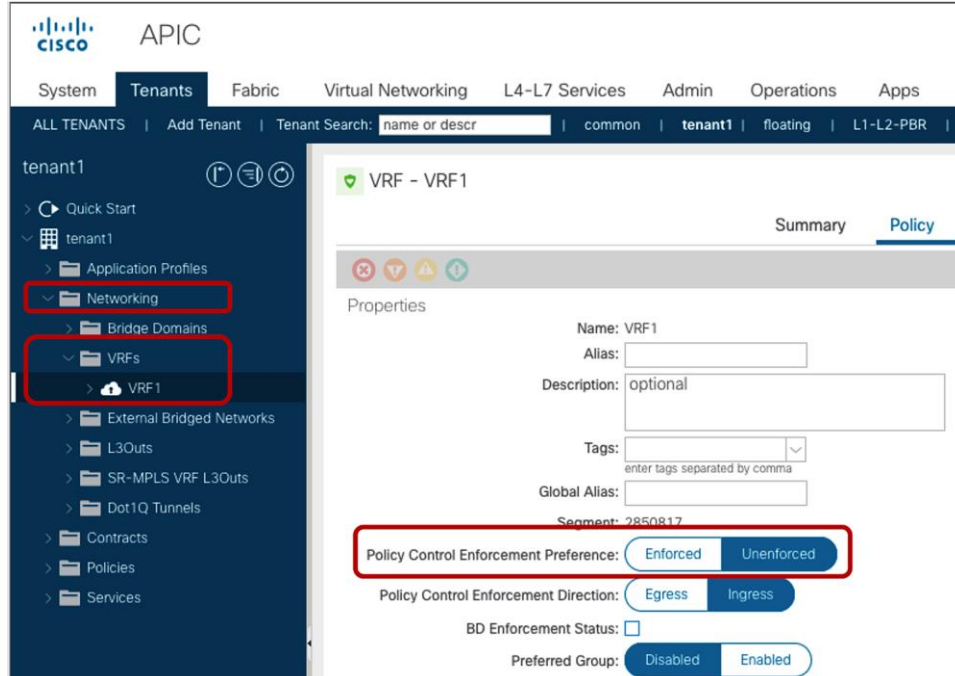 CISCO APIC
System Tenants Fabric Virtual Networking L4-L7 Services Admin Operations Apps
ALL TENANTS | Add Tenant | Tenant Search: name or descr | common | tenant1 | floating | L1-L2-PBR |
tenant1
Quick Start
tenant1
Application Profiles
Networking
Bridge Domains
VRFs
VRF1
External Bridged Networks
L3Outs
SR-MPLS VRF L3Outs
Dot1Q Tunnels
Contracts
Policies
Services
VRF - VRF1
Summary Policy
Properties
Name: VRF1
Alias:
Description: optional
Tags:
enter tags separated by comma
Global Alias:
Segment: 2850817
Policy Control Enforcement Preference: Enforced Unenforced
Policy Control Enforcement Direction: Egress Ingress
BD Enforcement Status:
Preferred Group: Disabled Enabled